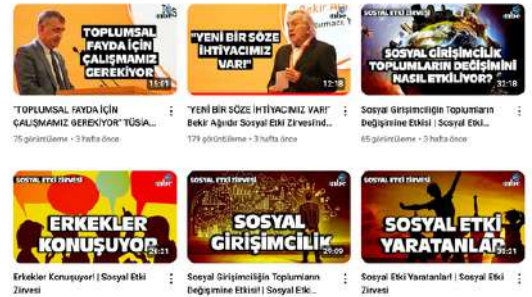 TOPLUMSAL
FAYDA İÇİN
ÇALIŞMAMIZ
GEREKİYOR
"YENİ BİR SÖZE
İHTİYACIMIZ
VAR!"
12:18
SOSYAL ETKİ ZİRVESİ
SOSYAL GİRİŞİMCİLİK
TOPLUMLARIN DEĞİŞİMİNİ
NASIL ETKİLİYOR?
32:18
"TOPLUMSAL FAYDA İÇİN
ÇALIŞMAMIZ GEREKİYOR" TÜSİA...
75 görüntüleme • 3 hafta önce
"YENİ BİR SÖZE İHTİYACIMIZ VAR!"
Bekir Ağırdır Sosyal Etki Zirvesind...
179 görüntüleme • 3 hafta önce
Sosyal Girişimciliğin Toplumların
Değişimine Etkisi | Sosyal Etki...
65 görüntüleme • 3 hafta önce
SOSYAL ETKİ ZİRVESİ
ERKEKLER
KONUŞUYOR
SOSYAL ETKİ ZİRVESİ
SOSYAL
GİRİŞİMCİLİK
SOSYAL ETKİ ZİRVESİ
SOSYAL ETKİ
YARATANLAR
Erkekler Konuşuyor! | Sosyal Etki
Zirvesi
Sosyal Girişimciliğin Toplumların
Değişimine Etkisi! | Sosyal Etki...
Sosyal Etki Yaratanlar! | Sosyal Etki
Zirvesi